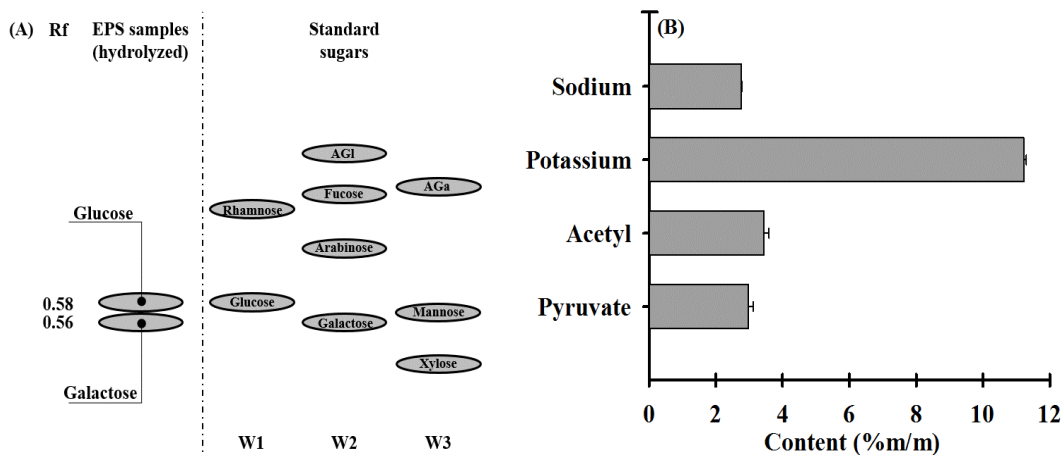 (A) Rf EPS samples (hydrolyzed) Standard sugars
AGl
Fucose
AGa
Rhamnose
Arabinose
Glucose
0.58
0.56
Glucose
Galactose
Mannose
Xylose
Galactose
W1 W2 W3
(B)
Sodium
Potassium
Acetyl
Pyruvate
0 2 4 6 8 10 12
Content (%m/m)